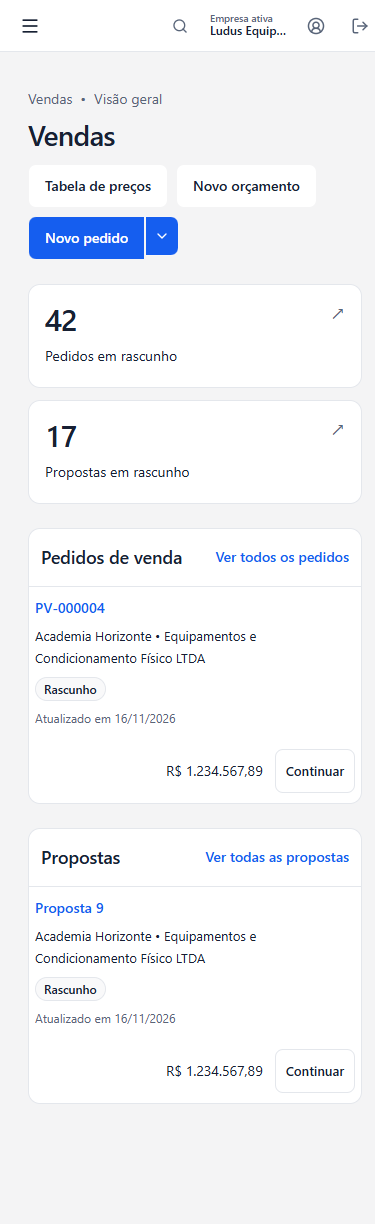 Empresa ativa
Ludus Equip...
Vendas • Visão geral
Vendas
Tabela de preços
Novo orçamento
Novo pedido
42
Pedidos em rascunho
17
Propostas em rascunho
Pedidos de venda
Ver todos os pedidos
PV-000004
Academia Horizonte • Equipamentos e
Condicionamento Físico LTDA
Rascunho
Atualizado em 16/11/2026
R$ 1.234.567,89
Continuar
Propostas
Ver todas as propostas
Proposta 9
Academia Horizonte • Equipamentos e
Condicionamento Físico LTDA
Rascunho
Atualizado em 16/11/2026
R$ 1.234.567,89
Continuar